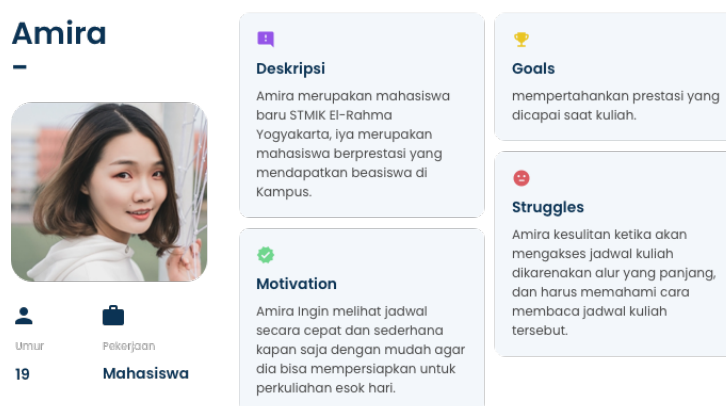 Amira
Umur
Pekerjaan
19
Mahasiswa
Deskripsi
Amira merupakan mahasiswa
baru STMIK El-Rahma
Yogyakarta, iya merupakan
mahasiswa berprestasi yang
mendapatkan beasiswa di
Kampus.
Motivation
Amira Ingin melihat jadwal
secara cepat dan sederhana
kapan saja dengan mudah agar
dia bisa mempersiapkan untuk
perkuliahan esok hari.
Goals
mempertahankan prestasi yang
dicapai saat kuliah.
Struggles
Amira kesulitan ketika akan
mengakses jadwal kuliah
dikarenakan alur yang panjang,
dan harus memahami cara
membaca jadwal kuliah
tersebut.